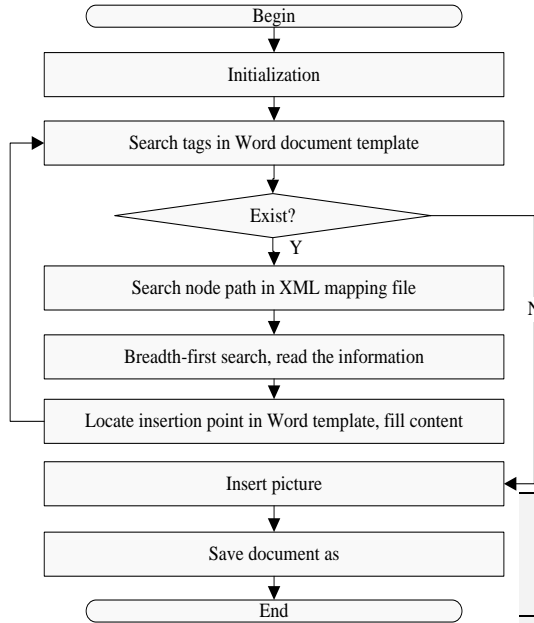 Begin
Initialization
Search tags in Word document template
Exist?
Y
Search node path in XML mapping file
N
Breadth-first search, read the information
Locate insertion point in Word template, fill content
Insert picture
Save document as
End